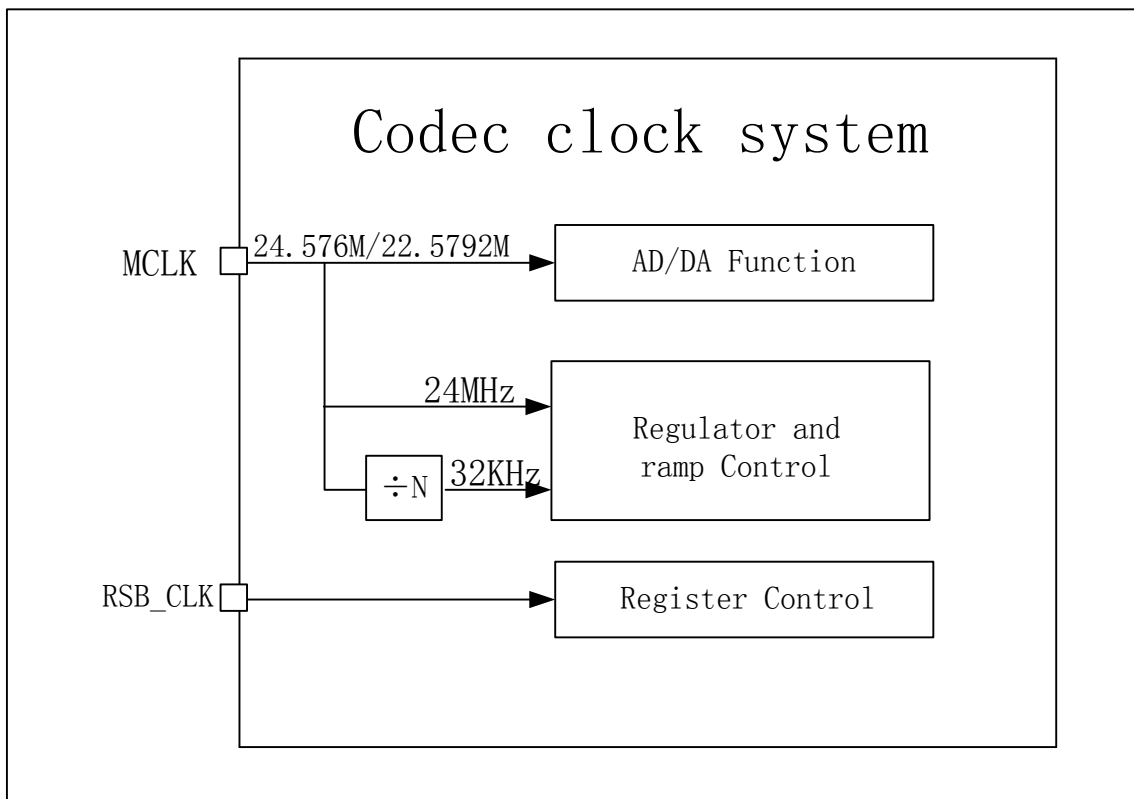 Codec clock system
MCLK
24.576M/22.5792M
AD/DA Function
24MHz
Regulator and
ramp Control
÷N
32KHz
RSB_CLK
Register Control